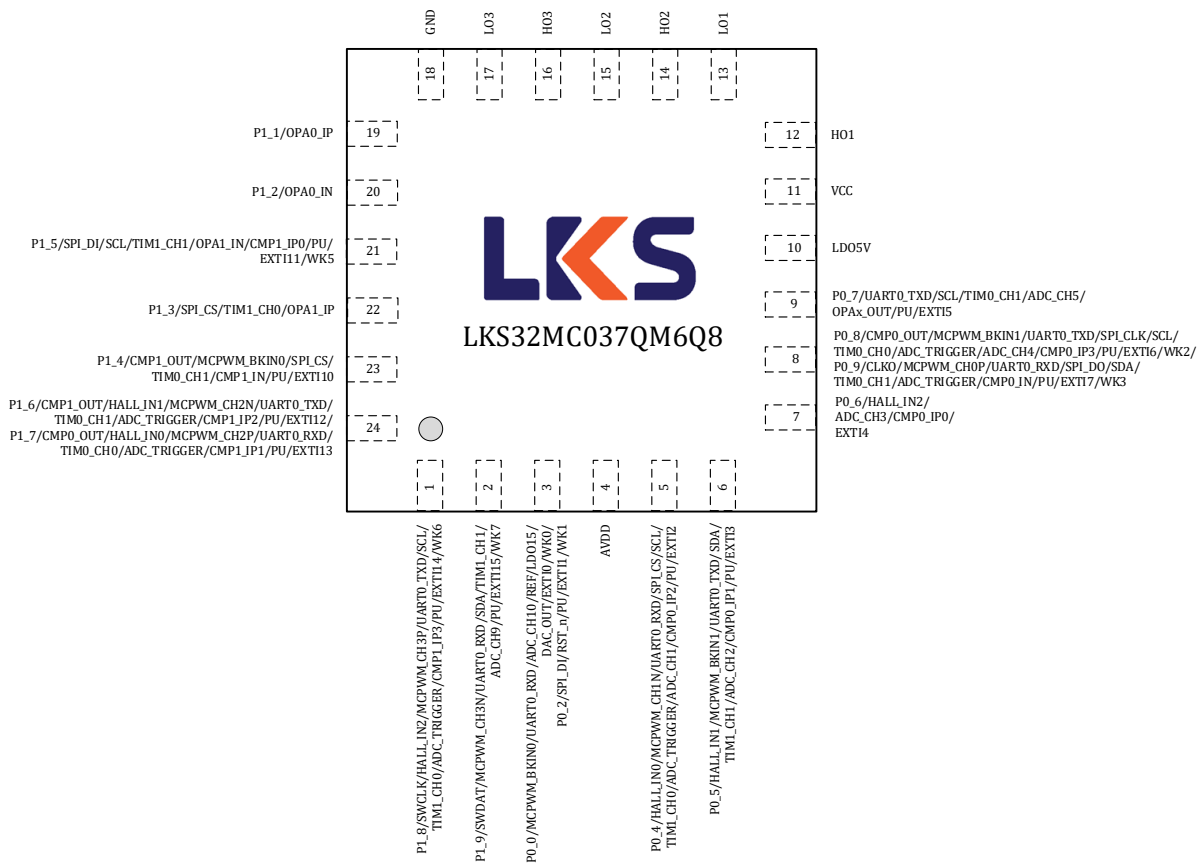 GND
LO3
HO3
LO2
HO2
LO1
18
17
16
15
14
13
P1_1/OPA0_IP
19
P1_2/OPA0_IN
20
P1_5/SPI_DI/SCL/TIM1_CH1/OPA1_IN/CMP1_IP0/PU/
EXTI11/WK5
21
P1_3/SPI_CS/TIM1_CH0/OPA1_IP
22
P1_4/CMP1_OUT/MCPWM_BKIN0/SPI_CS/
TIM0_CH1/CMP1_IN/PU/EXTI10
23
P1_6/CMP1_OUT/HALL_IN1/MCPWM_CH2N/UART0_TXD/
TIM0_CH1/ADC_TRIGGER/CMP1_IP2/PU/EXTI12/
P1_7/CMP0_OUT/HALL_IN0/MCPWM_CH2P/UART0_RXD/
TIM0_CH0/ADC_TRIGGER/CMP1_IP1/PU/EXTI13
24
LKS
LKS32MC037QM6Q8
12
HO1
11
VCC
10
LDO5V
9
P0_7/UART0_TXD/SCL/TIM0_CH1/ADC_CH5/
OPAx_OUT/PU/EXTI5
8
P0_8/CMP0_OUT/MCPWM_BKIN1/UART0_TXD/SPI_CLK/SCL/
TIM0_CH0/ADC_TRIGGER/ADC_CH4/CMP0_IP3/PU/EXTI6/WK2/
P0_9/CLKO/MCPWM_CH0P/UART0_RXD/SPI_DO/SDA/
TIM0_CH1/ADC_TRIGGER/CMP0_IN/PU/EXTI7/WK3
7
P0_6/HALL_IN2/
ADC_CH3/CMP0_IP0/
EXTI4
1
2
3
4
5
6
P1_8/SWCLK/HALL_IN2/MCPWM_CH3P/UART0_TXD/SCL/
TIM1_CH0/ADC_TRIGGER/CMP1_IP3/PU/EXTI14/WK6
P1_9/SWDAT/MCPWM_CH3N/UART0_RXD/SDA/TIM1_CH1/
ADC_CH9/PU/EXTI15/WK7
P0_0/MCPWM_BKIN0/UART0_RXD/ADC_CH10/REF/LDO15/
DAC_OUT/EXTI0/WK0/
P0_2/SPI_DI/RST_n/PU/EXTI1/WK1
AVDD
P0_4/HALL_IN0/MCPWM_CH1N/UART0_RXD/SPI_CS/SCL/
TIM1_CH0/ADC_TRIGGER/ADC_CH1/CMP0_IP2/PU/EXTI2
P0_5/HALL_IN1/MCPWM_BKIN1/UART0_TXD/SDA/
TIM1_CH1/ADC_CH2/CMP0_IP1/PU/EXTI3